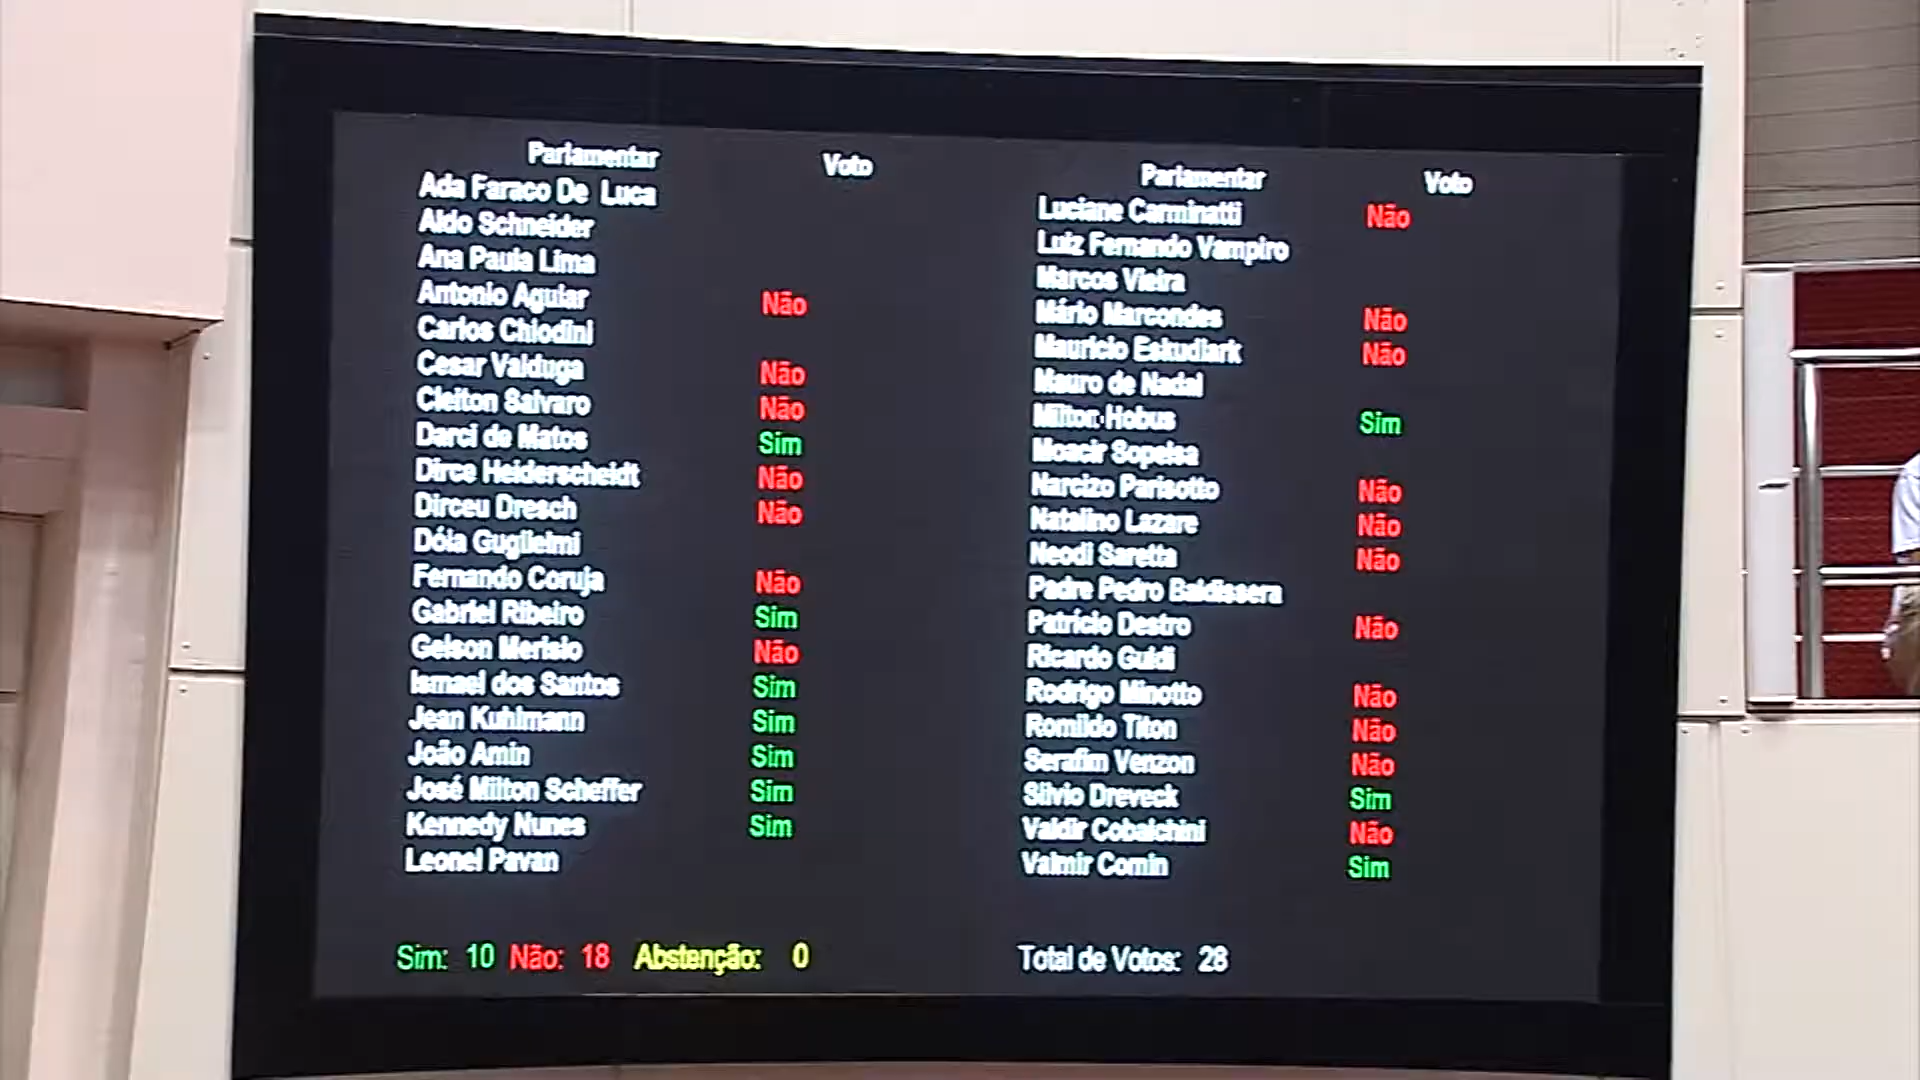 Parlamentar Voto
Ada Faraco De Luca
Aldo Schneider
Ana Paula Lima
Antonio Aguiar Não
Carlos Chiodini
Cesar Valduga Não
Cleiton Salvaro Não
Darci de Matos Sim
Dirce Heiderscheidt Não
Dirceu Dresch Não
Dóia Guglielmi
Fernando Coruja Não
Gabriel Ribeiro Sim
Gelson Merisio Não
Ismael dos Santos Sim
Jean Kuhlmann Sim
João Amin Sim
José Milton Scheffer Sim
Kennedy Nunes Sim
Leonel Pavan
Sim: 10 Não: 18 Abstenção: 0
Parlamentar Voto
Luciane Carminatti Não
Luiz Fernando Vampiro
Marcos Vieira
Mário Marcondes Não
Mauricio Eskudlark Não
Mauro de Nadal
Milton Hobus Sim
Moacir Sopelsa
Narcizo Parisotto Não
Natalino Lazare Não
Neodi Saretta Não
Padre Pedro Baldissera
Patrício Destro Não
Ricardo Guidi
Rodrigo Minotto Não
Romildo Titon Não
Serafim Venzon Não
Silvio Dreveck Sim
Valdir Cobalchini Não
Valmir Comin Sim
Total de Votos: 28